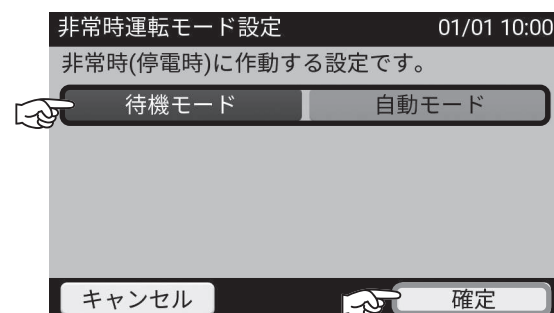 非常時運転モード設定 01/01 10:00
非常時(停電時)に作動する設定です。
待機モード 自動モード
キャンセル 確定